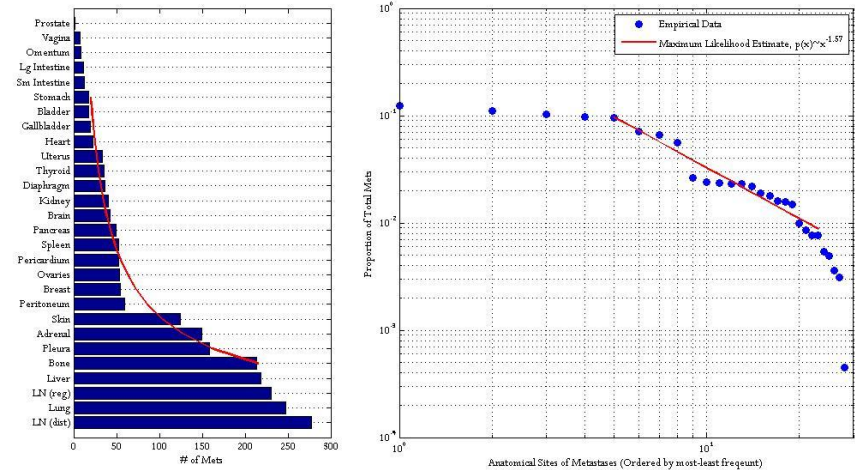 Prostate
Vagina
Omentum
Lg Intestine
Sm Intestine
Stomach
Bladder
Gallbladder
Heart
Uterus
Thyroid
Diaphragm
Kidney
Brain
Pancreas
Spleen
Pericardium
Ovaries
Breast
Peritoneum
Skin
Adrenal
Pleura
Bone
Liver
LN (reg)
Lung
LN (dist)
0 50 100 150 200 250 300
# of Mets
Empirical Data
Maximum Likelihood Estimate, p(x)~x^-1.57
Proportion of Total Mets
10^0
10^-1
10^-2
10^-3
10^-4
10^0 10^1
Anatomical Sites of Metastases (Ordered by most-least freqeunt)